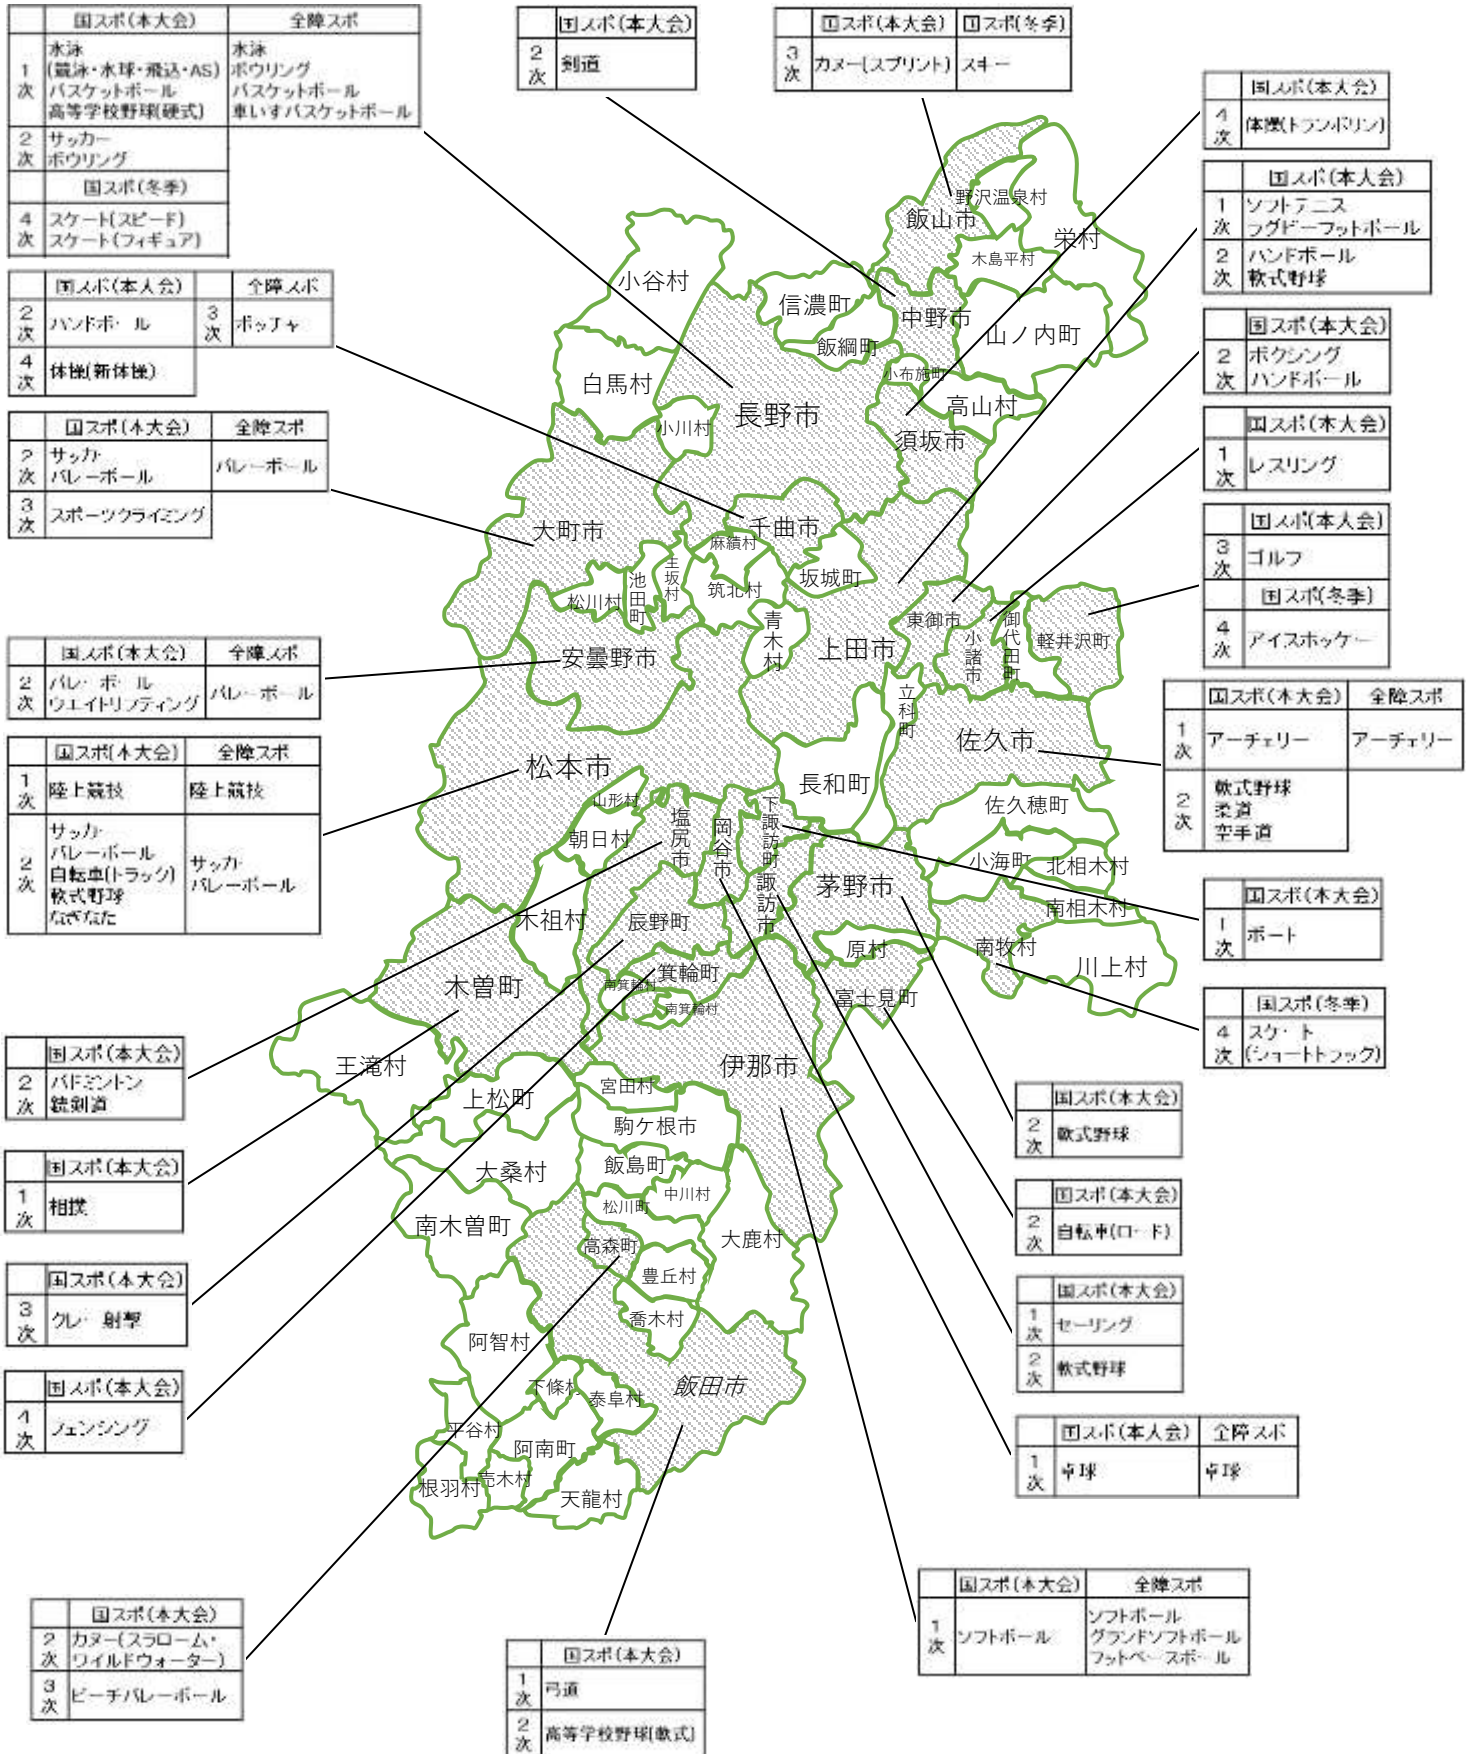 国スポ(本大会) 全障スポ
1次
水泳
(競泳・水球・飛込・AS)
バスケットボール
高等学校野球(硬式)
水泳
ボウリング
バスケットボール
車いすバスケットボール
2次
サッカー
ボウリング
国スポ(冬季)
4次
スケート(スピード)
スケート(フィギュア)
国スポ(本大会)
2次 剣道
国スポ(本大会) 国スポ(冬季)
3次 カヌー(スプリント) スキー
国スポ(本大会)
4次 体操(トランポリン)
国スポ(本大会)
1次
ソフトテニス
ラグビーフットボール
2次
ハンドボール
軟式野球
国スポ(本大会) 全障スポ
2次 ハンドボール 3次 ボッチャ
4次 体操(新体操)
国スポ(本大会)
2次
ボクシング
ハンドボール
国スポ(本大会) 全障スポ
2次
サッカー
バレーボール
バレーボール
3次 スポーツクライミング
国スポ(本大会)
1次 レスリング
国スポ(本大会)
3次 ゴルフ
国スポ(冬季)
4次 アイスホッケー
国スポ(本大会) 全障スポ
2次
バレーボール
ウエイトリフティング
バレーボール
国スポ(本大会) 全障スポ
1次 アーチェリー アーチェリー
2次
軟式野球
柔道
空手道
国スポ(本大会) 全障スポ
1次 陸上競技 陸上競技
2次
サッカー
バレーボール
自転車(トラック)
軟式野球
なぎなた
サッカー
バレーボール
国スポ(本大会)
1次 ボート
国スポ(冬季)
4次
スケート
(ショートトラック)
国スポ(本大会)
2次
バドミントン
銃剣道
国スポ(本大会)
2次 軟式野球
国スポ(本大会)
1次 相撲
国スポ(本大会)
2次 自転車(ロード)
国スポ(本大会)
3次 クレー射撃
国スポ(本大会)
1次 セーリング
2次 軟式野球
国スポ(本大会)
4次 フェンシング
国スポ(本大会) 全障スポ
1次 卓球 卓球
国スポ(本大会)
2次
カヌー(スラローム・
ワイルドウォーター)
3次 ビーチバレーボール
国スポ(本大会)
1次 弓道
2次 高等学校野球(軟式)
国スポ(本大会) 全障スポ
1次 ソフトボール
ソフトボール
グランドソフトボール
フットベースボール
野沢温泉村
飯山市
栄村
木島平村
小谷村
信濃町
中野市
山ノ内町
飯綱町
小布施町
白馬村
高山村
長野市
小川村
須坂市
大町市
千曲市
麻績村
生坂村
坂城町
池田町
筑北村
松川村
青木村
東御市
御代田町
小諸市
軽井沢町
上田市
安曇野市
立科町
佐久市
松本市
長和町
山形村
佐久穂町
塩尻市
岡谷市
下諏訪町
朝日村
小海町
北相木村
茅野市
諏訪市
南相木村
木祖村
辰野町
原村
南牧村
川上村
箕輪町
南箕輪村
木曽町
富士見町
南箕輪村
王滝村
伊那市
宮田村
上松町
駒ケ根市
大桑村
飯島町
中川村
松川町
南木曽町
大鹿村
高森町
豊丘村
喬木村
阿智村
飯田市
下條村
泰阜村
平谷村
阿南町
売木村
根羽村
天龍村